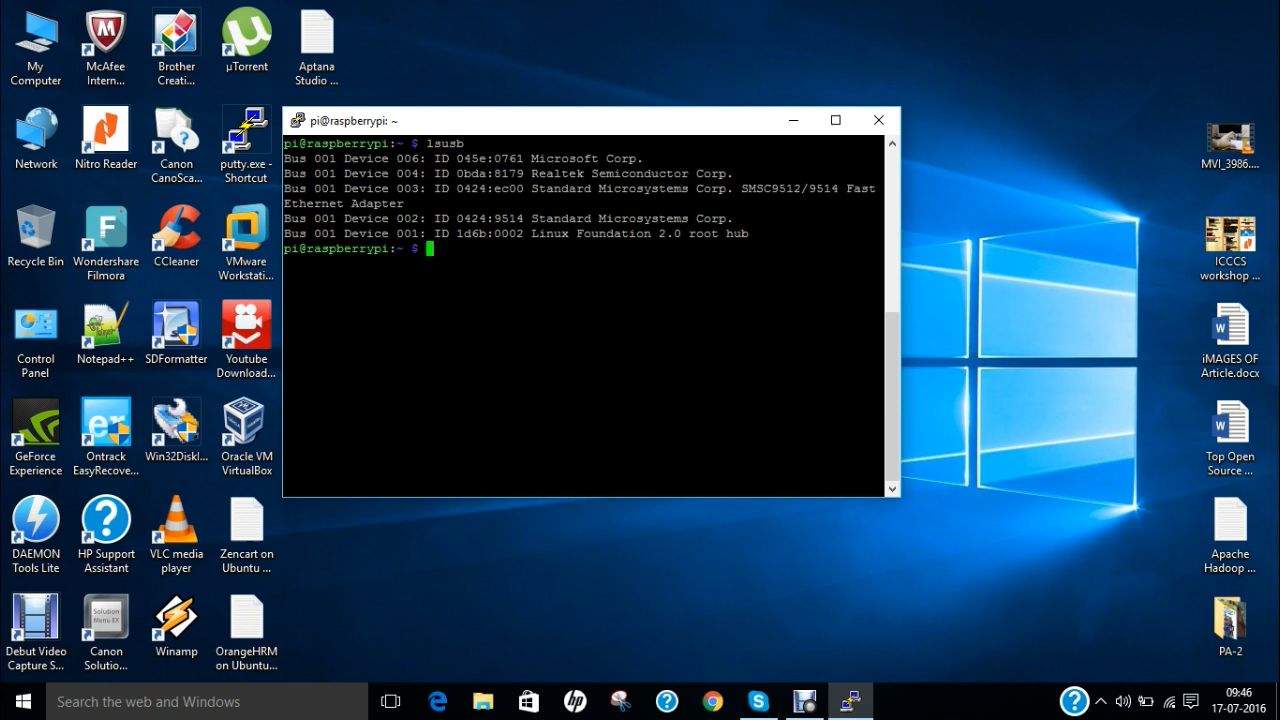 My
Computer
McAfee
Intern...
Brother
Creati...
µTorrent
Aptana
Studio ...
Network
Nitro Reader
Canon
CanoSca...
putty.exe -
Shortcut
Recycle Bin
Wondershare
Filmora
CCleaner
VMware
Workstati...
Control
Panel
Notepad++
SDFormatter
Youtube
Download...
GeForce
Experience
Ontrack
EasyRecove...
Win32DiskI...
Oracle VM
VirtualBox
DAEMON
Tools Lite
HP Support
Assistant
VLC media
player
Zencart on
Ubuntu ...
Debut Video
Capture S...
Solution
Menu EX
Canon
Solutio...
Winamp
OrangeHRM
on Ubuntu...
pi@raspberrypi: ~
pi@raspberrypi:~ $ lsusb
Bus 001 Device 006: ID 045e:0761 Microsoft Corp.
Bus 001 Device 004: ID 0bda:8179 Realtek Semiconductor Corp.
Bus 001 Device 003: ID 0424:ec00 Standard Microsystems Corp. SMSC9512/9514 Fast
Ethernet Adapter
Bus 001 Device 002: ID 0424:9514 Standard Microsystems Corp.
Bus 001 Device 001: ID 1d6b:0002 Linux Foundation 2.0 root hub
pi@raspberrypi:~ $
MVI_3986....
ICCCS
workshop ...
iMAGES OF
Article.docx
Top Open
Source ...
Apache
Hadoop ...
PA-2
Search the web and Windows
09:46
17-07-2016